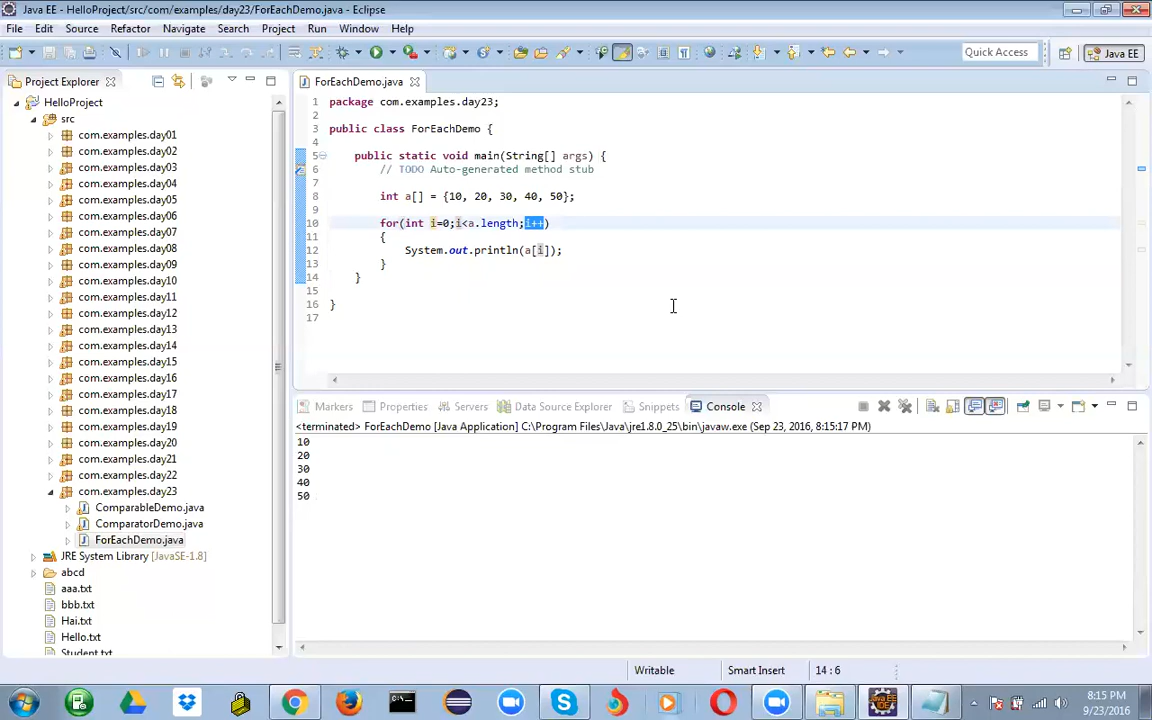 Java EE - HelloProject/src/com/examples/day23/ForEachDemo.java - Eclipse
File Edit Source Refactor Navigate Search Project Run Window Help
Quick Access
Java EE
Project Explorer
HelloProject
src
com.examples.day01
com.examples.day02
com.examples.day03
com.examples.day04
com.examples.day05
com.examples.day06
com.examples.day07
com.examples.day08
com.examples.day09
com.examples.day10
com.examples.day11
com.examples.day12
com.examples.day13
com.examples.day14
com.examples.day15
com.examples.day16
com.examples.day17
com.examples.day18
com.examples.day19
com.examples.day20
com.examples.day21
com.examples.day22
com.examples.day23
ComparableDemo.java
ComparatorDemo.java
ForEachDemo.java
JRE System Library [JavaSE-1.8]
abcd
aaa.txt
bbb.txt
Hai.txt
Hello.txt
Student.txt
ForEachDemo.java
1 package com.examples.day23;
2
3 public class ForEachDemo {
4
5 public static void main(String[] args) {
6 // TODO Auto-generated method stub
7
8 int a[] = {10, 20, 30, 40, 50};
9
10 for(int i=0;i<a.length;i++)
11 {
12 System.out.println(a[i]);
13 }
14 }
15
16 }
17
Markers Properties Servers Data Source Explorer Snippets Console
<terminated> ForEachDemo [Java Application] C:\Program Files\Java\jre1.8.0_25\bin\javaw.exe (Sep 23, 2016, 8:15:17 PM)
10
20
30
40
50
Writable Smart Insert 14 : 6
8:15 PM
9/23/2016